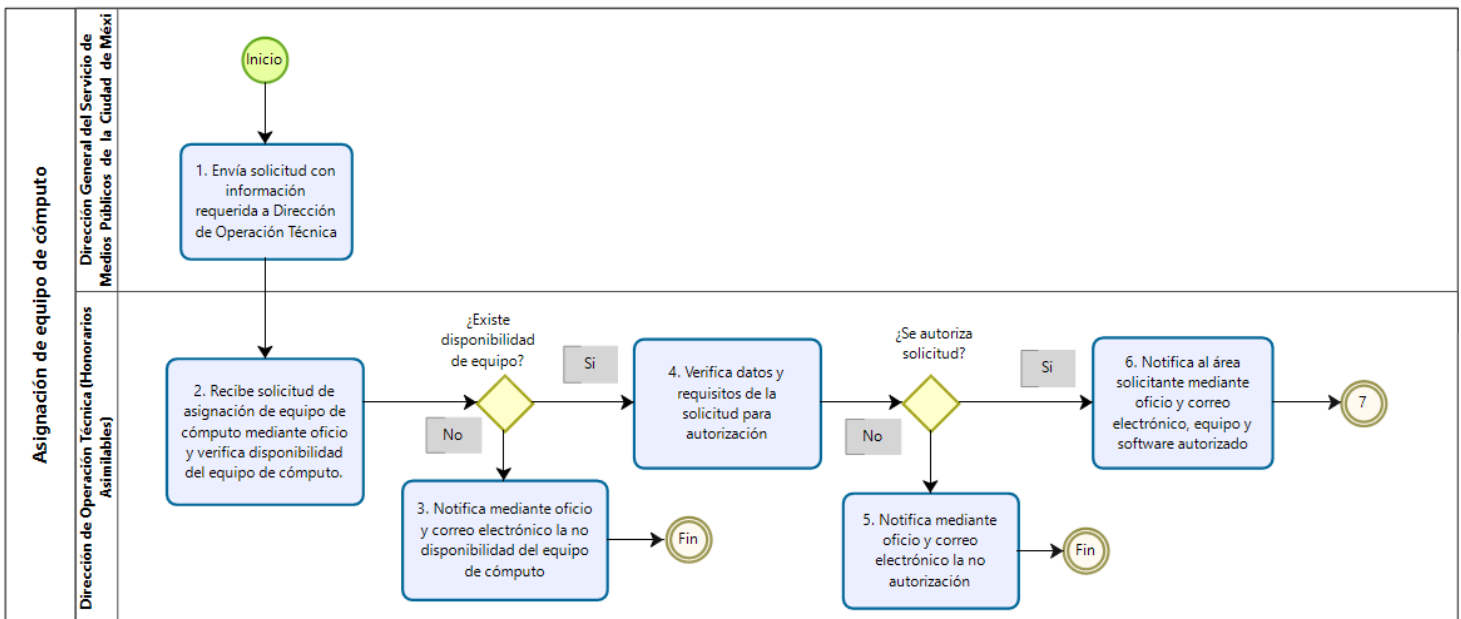 Asignación de equipo de cómputo
Dirección General del Servicio de
Medios Públicos de la Ciudad de Méxi
Inicio
1. Envía solicitud con
información
requerida a Dirección
de Operación Técnica
Dirección de Operación Técnica (Honorarios
Asimilables)
2. Recibe solicitud de
asignación de equipo de
cómputo mediante oficio
y verifica disponibilidad
del equipo de cómputo.
¿Existe
disponibilidad
de equipo?
Si
No
3. Notifica mediante oficio
y correo electrónico la no
disponibilidad del equipo
de cómputo
Fin
4. Verifica datos y
requisitos de la
solicitud para
autorización
¿Se autoriza
solicitud?
Si
No
5. Notifica mediante
oficio y correo
electrónico la no
autorización
Fin
6. Notifica al área
solicitante mediante
oficio y correo
electrónico, equipo y
software autorizado
7